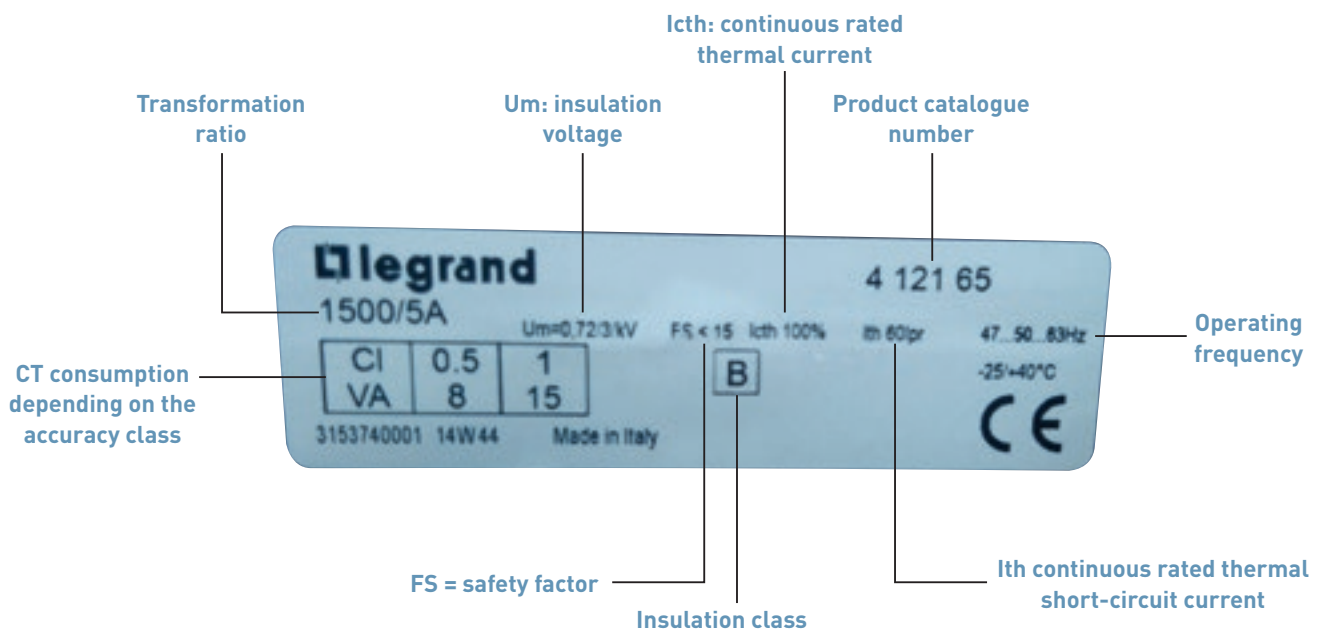 Icth: continuous rated
thermal current
Transformation
ratio
Um: insulation
voltage
Product catalogue
number
legrand
4 121 65
1500/5A
Um=0,72/3/kV FS < 15 Icth 100% Ith 60Ipr 47...50...63Hz
Operating
frequency
CT consumption
depending on the
accuracy class
Cl 0.5 1
VA 8 15
B
-25/+40°C
CE
3153740001 14W44 Made in Italy
FS = safety factor
Insulation class
Ith continuous rated thermal
short-circuit current